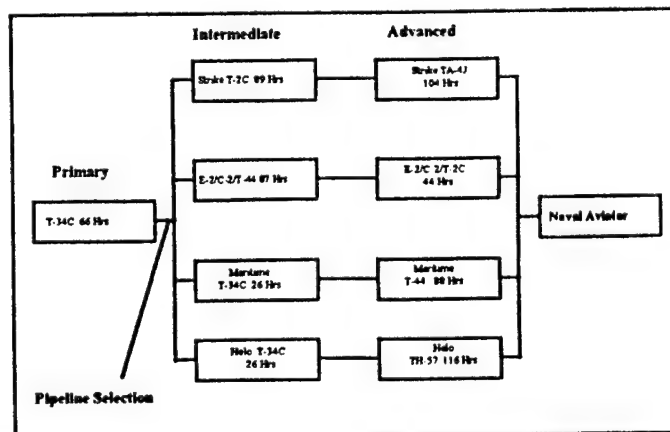 Intermediate
Advanced
Strike T-2C 89 Hrs
Strike TA-4J
104 Hrs
Primary
E-2/C-2/T-44 87 Hrs
E-2/C-2/T-2C
44 Hrs
T-34C 66 Hrs
Naval Aviator
Maritime
T-34C 26 Hrs
Maritime
T-44 88 Hrs
Helo T-34C
26 Hrs
Helo
TH-57 116 Hrs
Pipeline Selection